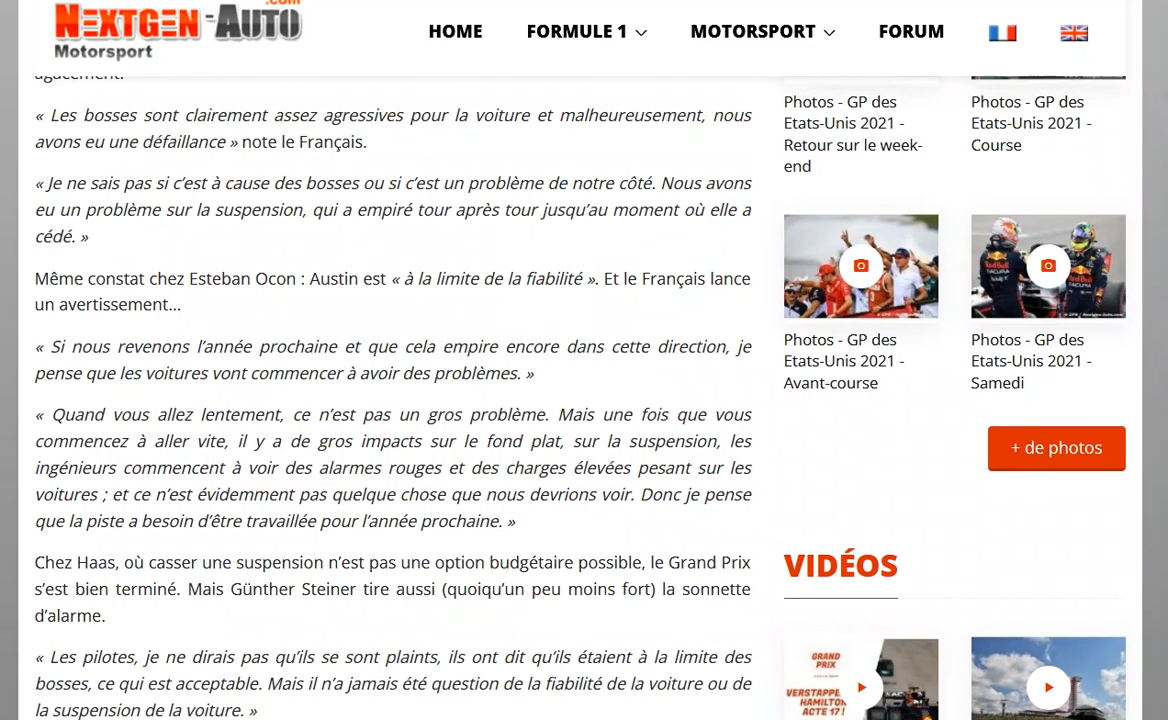 .com
NEXTGEN-AUTO
Motorsport
HOME
FORMULE 1
MOTORSPORT
FORUM
agacement.
« Les bosses sont clairement assez agressives pour la voiture et malheureusement, nous
avons eu une défaillance » note le Français.
« Je ne sais pas si c’est à cause des bosses ou si c’est un problème de notre côté. Nous avons
eu un problème sur la suspension, qui a empiré tour après tour jusqu’au moment où elle a
cédé. »
Même constat chez Esteban Ocon : Austin est « à la limite de la fiabilité ». Et le Français lance
un avertissement…
« Si nous revenons l’année prochaine et que cela empire encore dans cette direction, je
pense que les voitures vont commencer à avoir des problèmes. »
« Quand vous allez lentement, ce n’est pas un gros problème. Mais une fois que vous
commencez à aller vite, il y a de gros impacts sur le fond plat, sur la suspension, les
ingénieurs commencent à voir des alarmes rouges et des charges élevées pesant sur les
voitures ; et ce n’est évidemment pas quelque chose que nous devrions voir. Donc je pense
que la piste a besoin d’être travaillée pour l’année prochaine. »
Chez Haas, où casser une suspension n’est pas une option budgétaire possible, le Grand Prix
s’est bien terminé. Mais Günther Steiner tire aussi (quoiqu’un peu moins fort) la sonnette
d’alarme.
« Les pilotes, je ne dirais pas qu’ils se sont plaints, ils ont dit qu’ils étaient à la limite des
bosses, ce qui est acceptable. Mais il n’a jamais été question de la fiabilité de la voiture ou de
la suspension de la voiture. »
Photos - GP des
Etats-Unis 2021 -
Retour sur le week-
end
Photos - GP des
Etats-Unis 2021 -
Course
Photos - GP des
Etats-Unis 2021 -
Avant-course
Photos - GP des
Etats-Unis 2021 -
Samedi
+ de photos
VIDÉOS
GRAND
PRIX
VERSTAPPE
HAMILTON
ACTE 17 !